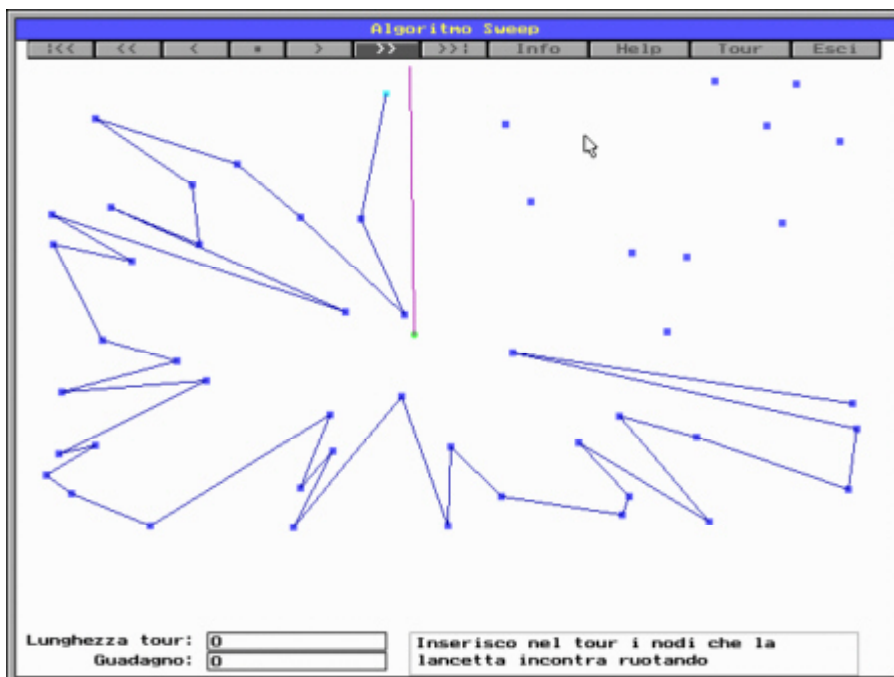 Algoritmo Sweep
!<< << < ▪ > >> >>! Info Help Tour Esci
Lunghezza tour: 0
Guadagno: 0
Inserisco nel tour i nodi che la
lancetta incontra ruotando